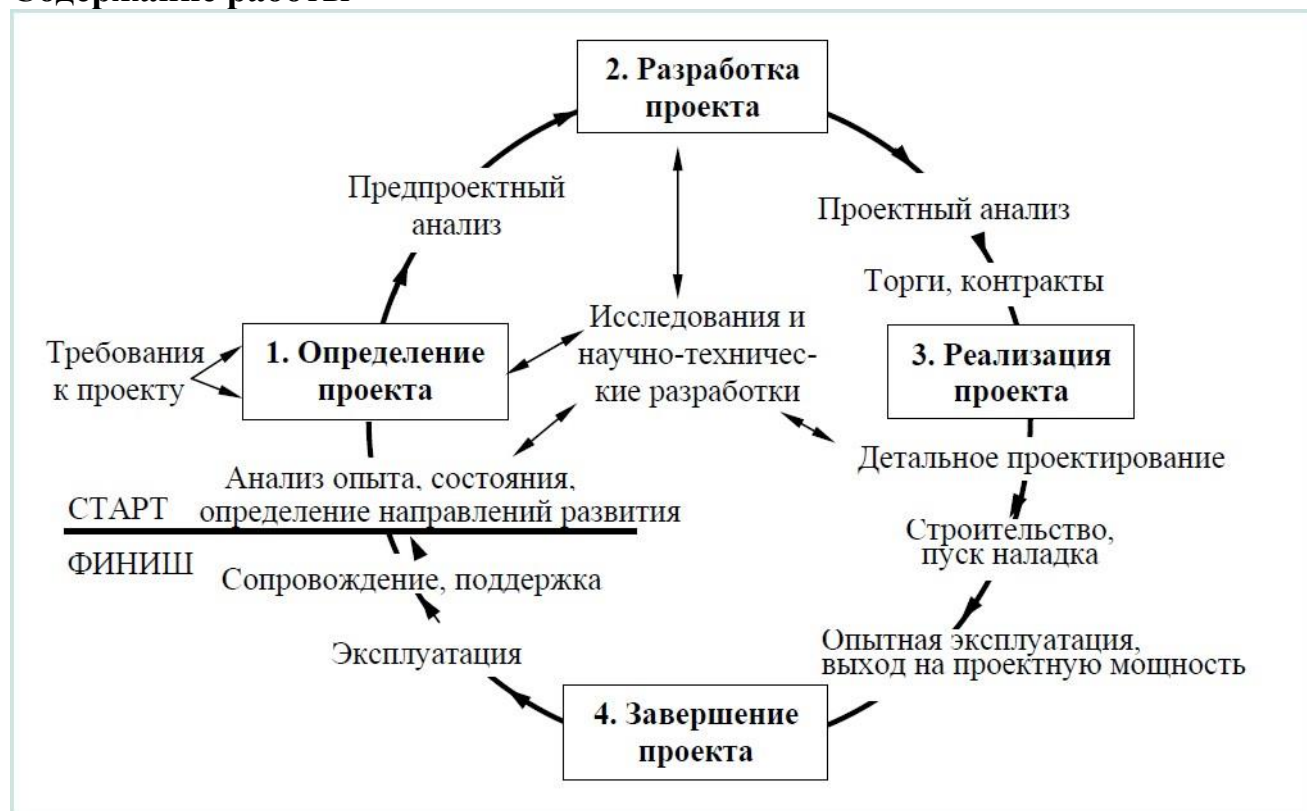 Содержание работы
2. Разработка
проекта
Предпроектный
анализ
Проектный анализ
Торги, контракты
Исследования и
научно-техничес-
кие разработки
Требования
к проекту
1. Определение
проекта
3. Реализация
проекта
Детальное проектирование
Анализ опыта, состояния,
определение направлений развития
СТАРТ
ФИНИШ
Строительство,
пуск наладка
Сопровождение, поддержка
Эксплуатация
Опытная эксплуатация,
выход на проектную мощность
4. Завершение
проекта